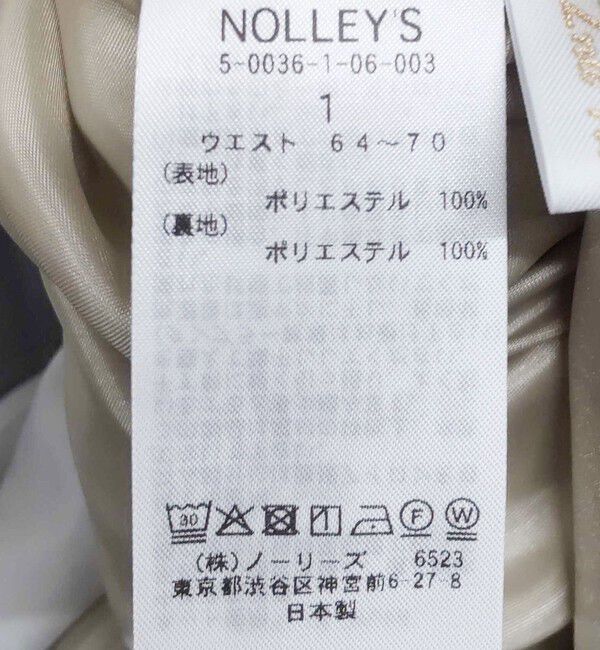 NOLLEY'S
5-0036-1-06-003
1
ウエスト 64～70
(表地)
ポリエステル 100%
(裏地)
ポリエステル 100%
30
F
W
(株)ノーリーズ 6523
東京都渋谷区神宮前6-27-8
日本製